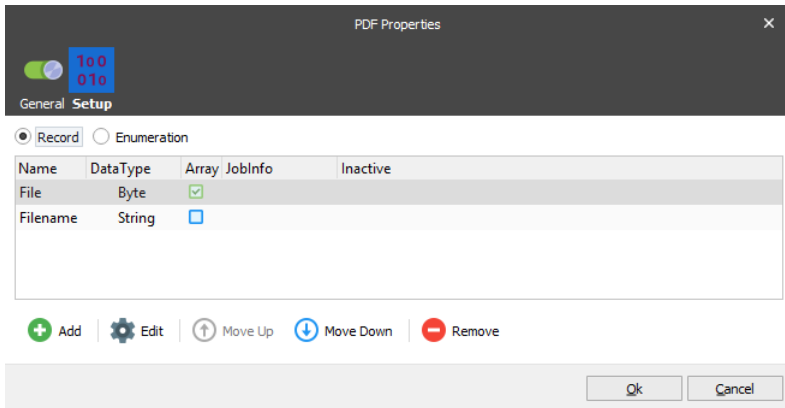 PDF Properties
100
010
General Setup
Record Enumeration
Name DataType Array JobInfo Inactive
File Byte
Filename String
Add Edit Move Up Move Down Remove
Ok Cancel